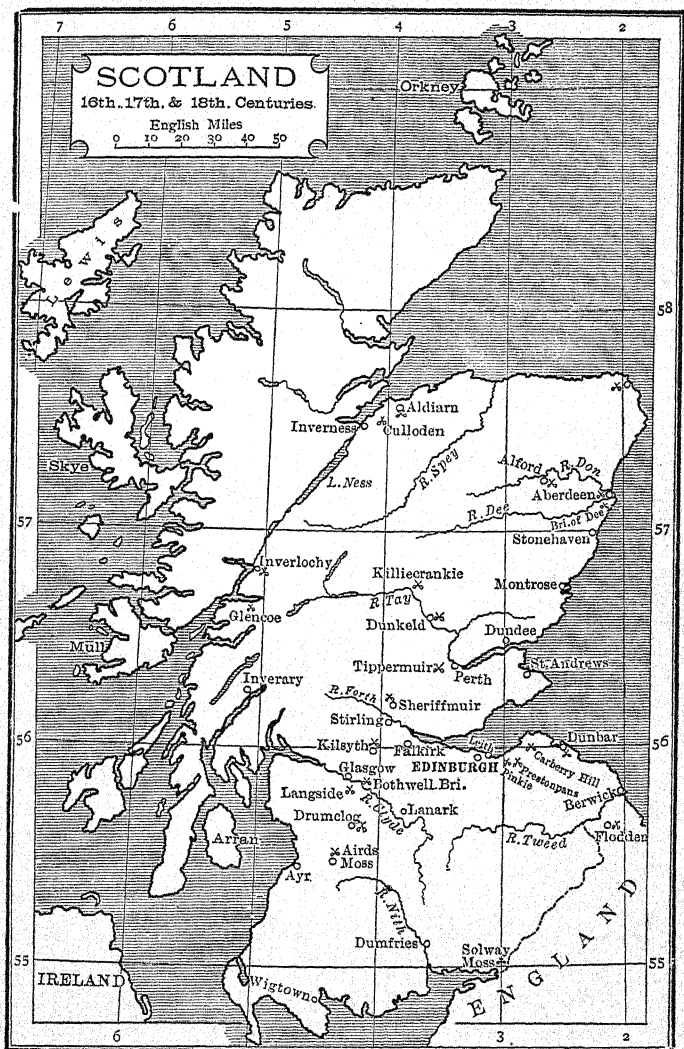 7 6 5 4 3 2
SCOTLAND
16th. 17th. & 18th. Centuries.
English Miles
0 10 20 30 40 50
Orkney
Lewis
58
58
Aldiarn
Inverness
Culloden
Skye
L. Ness
R. Spey
Alford
R. Don
Aberdeen
R. Dee
Bri. of Dee
57
57
Stonehaven
Inverlochy
Killiecrankie
Montrose
Glencoe
R. Tay
Mull
Dunkeld
Dundee
Tippermuir
Perth
St. Andrews
Inverary
R. Forth
Sheriffmuir
Stirling
56
56
Kilsyth
Falkirk
Dunbar
EDINBURGH
Carberry Hill
Prestonpans
Pinkie
Glasgow
Bothwell. Bri.
Berwick
Langside
R. Clyde
Lanark
Drumclog
Flodden
Arran
R. Tweed
Airds
Moss
Ayr.
R. Nith
Dumfries
Solway
Moss
55
55
IRELAND
Wigtown
ENGLAND
6 5 4 3 2